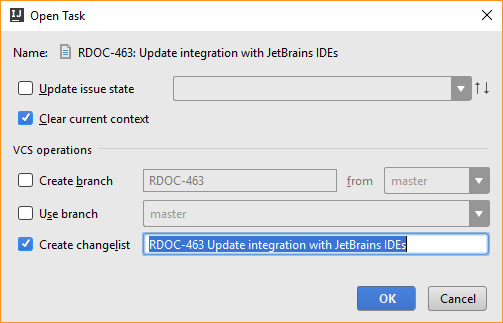 Open Task
Name: RDOC-463: Update integration with JetBrains IDEs
Update issue state
Clear current context
VCS operations
Create branch RDOC-463 from master
Use branch master
Create changelist RDOC-463 Update integration with JetBrains IDEs
OK Cancel